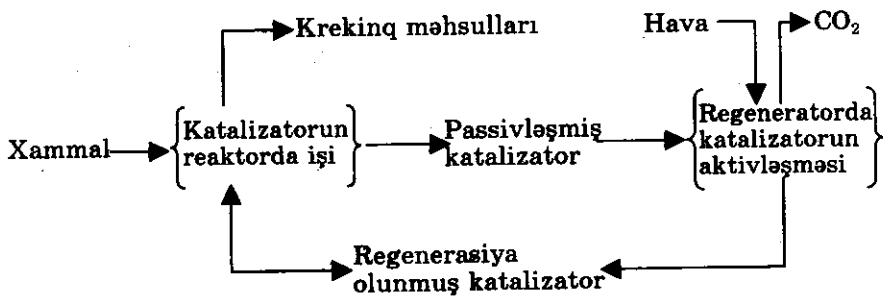 Krekinq məhsulları
Hava
CO₂
Xammal
Katalizatorun
reaktorda işi
Passivləşmiş
katalizator
Regeneratorda
katalizatorun
aktivləşməsi
Regenerasiya
olunmuş katalizator